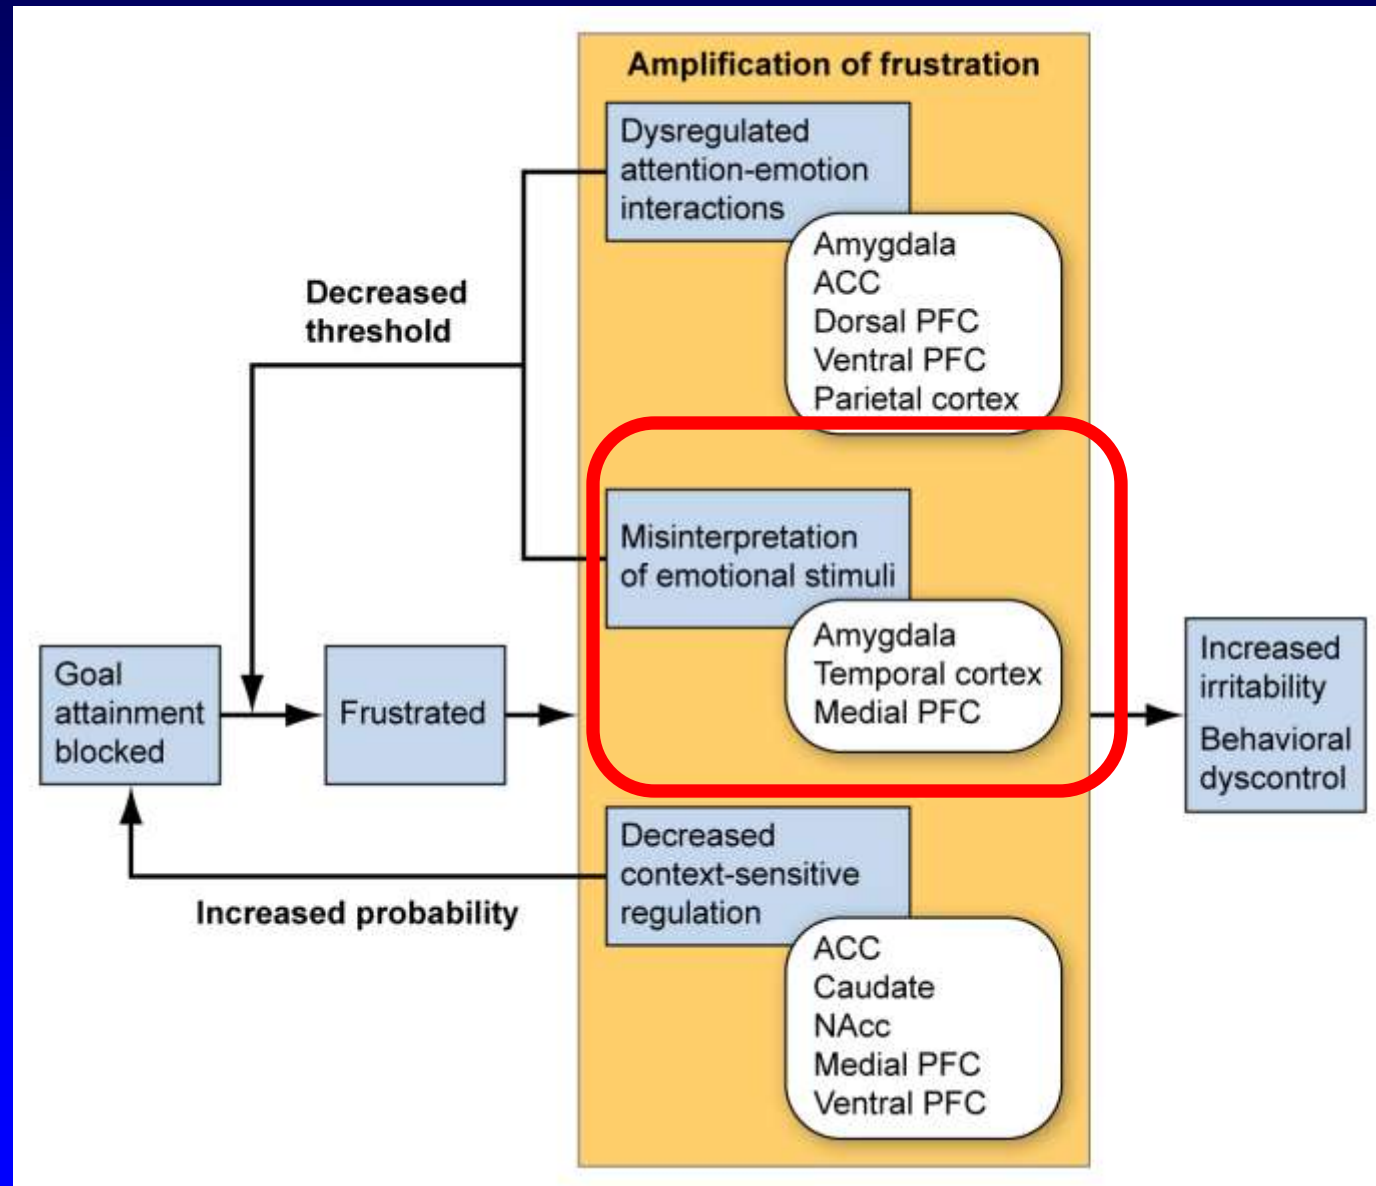 Amplification of frustration
Dysregulated
attention-emotion
interactions
Amygdala
ACC
Dorsal PFC
Ventral PFC
Parietal cortex
Decreased
threshold
Misinterpretation
of emotional stimuli
Amygdala
Temporal cortex
Medial PFC
Goal
attainment
blocked
Frustrated
Increased
irritability
Behavioral
dyscontrol
Decreased
context-sensitive
regulation
Increased probability
ACC
Caudate
NAcc
Medial PFC
Ventral PFC